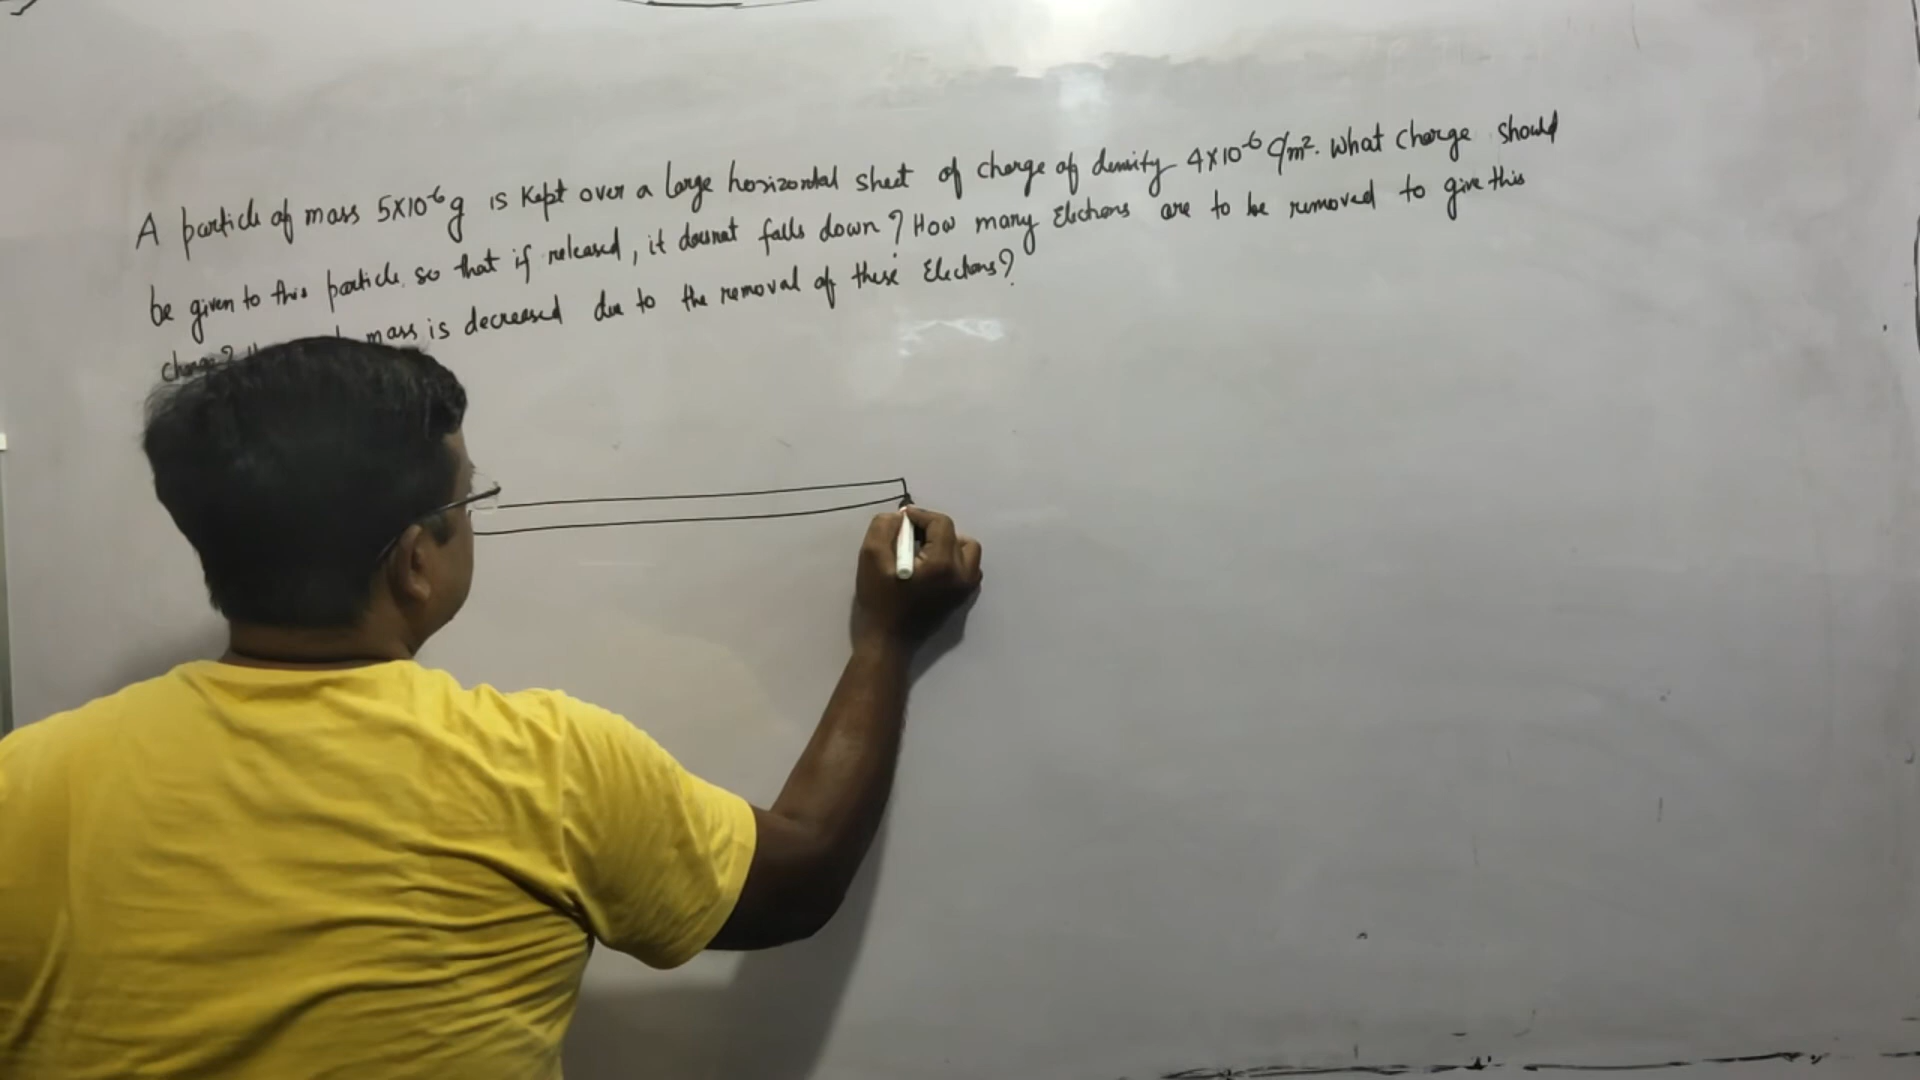 A particle of mass 5X10⁻⁶g is kept over a large horizontal sheet of charge of density 4X10⁻⁶ C/m². What charge should
be given to this particle, so that if released, it doesnot falls down? How many Electrons are to be removed to give this
charge? mass is decreased due to the removal of these Electrons?